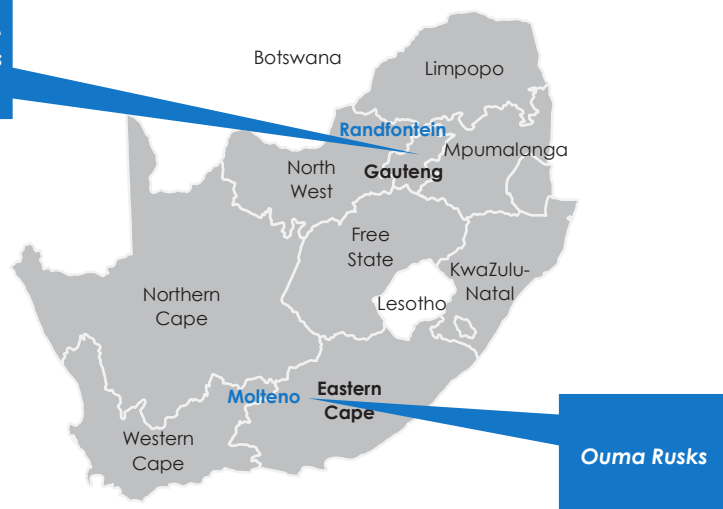 Botswana
Limpopo
Randfontein
Mpumalanga
North
West
Gauteng
Free
State
KwaZulu-
Natal
Lesotho
Northern
Cape
Molteno
Eastern
Cape
Western
Cape
Ouma Rusks